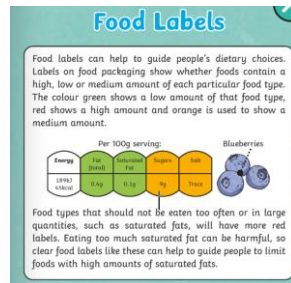 Food Labels
Food labels can help to guide people's dietary choices.
Labels on food packaging show whether foods contain a
high, low or medium amount of each particular food type.
The colour green shows a low amount of that food type,
red shows a high amount and orange is used to show a
medium amount.
Per 100g serving:
Blueberries
Energy Fat (total) Saturated Fat Sugars Salt
189kJ 45kcal 0.4g 0.1g 9g Trace
Food types that should not be eaten too often or in large
quantities, such as saturated fats, will have more red
labels. Eating too much saturated fat can be harmful, so
clear food labels like these can help to guide people to limit
foods with high amounts of saturated fats.